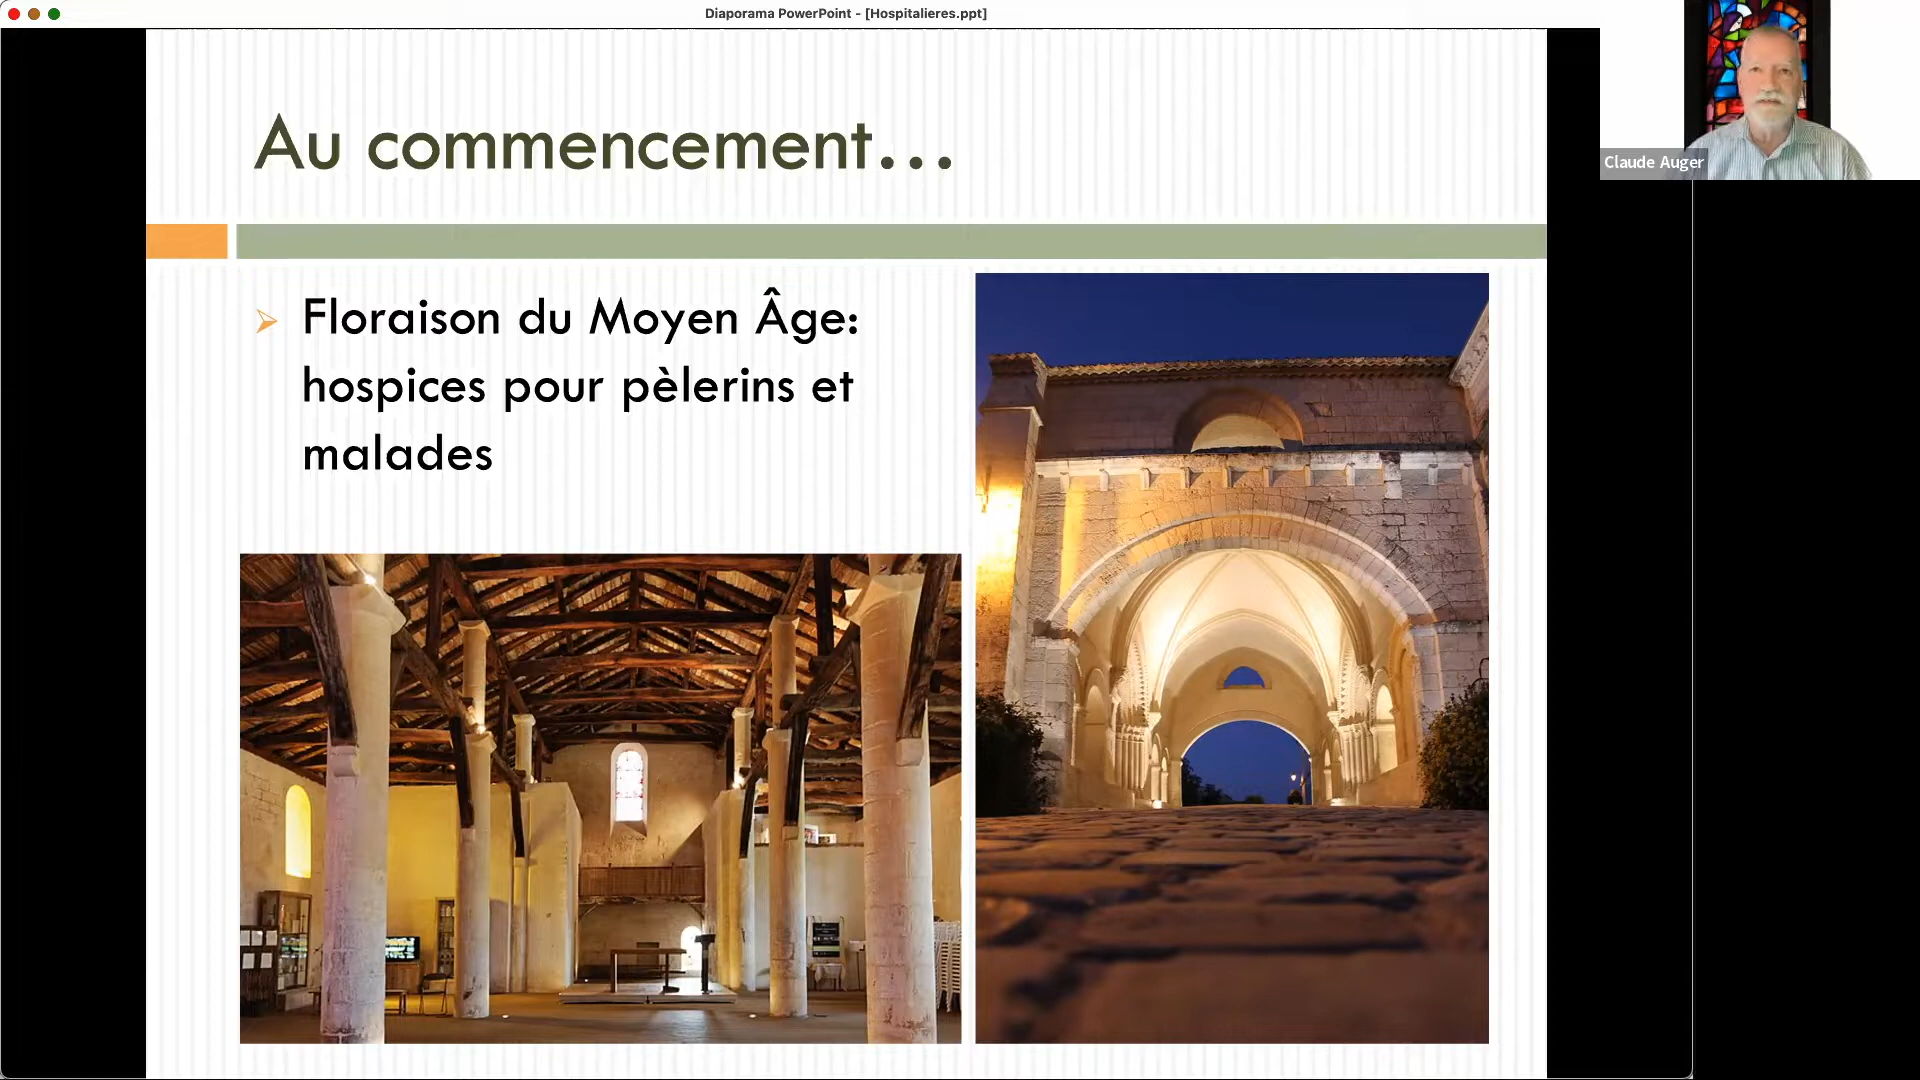 Diaporama PowerPoint - [Hospitalieres.ppt]
Claude Auger
Au commencement...
Floraison du Moyen Âge:
hospices pour pèlerins et
malades